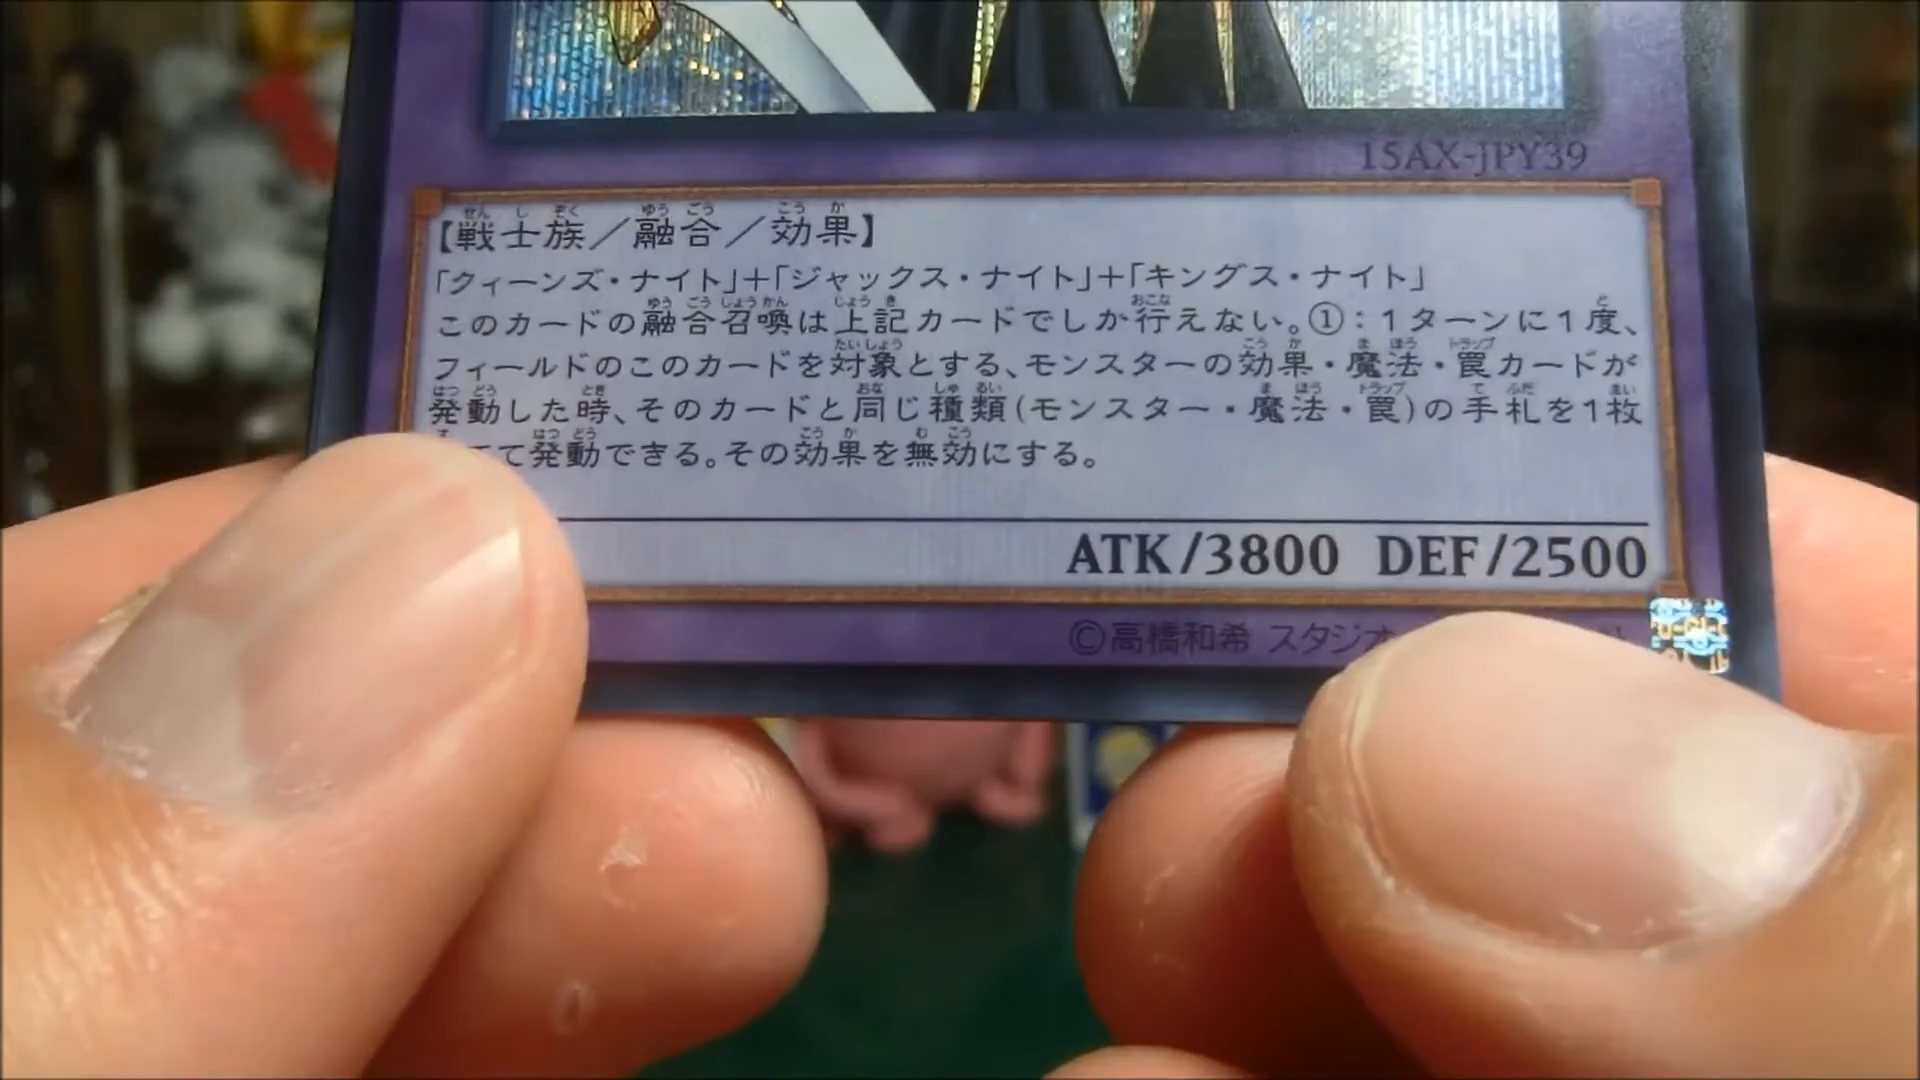 15AX-JPY39
【戦士族／融合／効果】
「クィーンズ・ナイト」＋「ジャックス・ナイト」＋「キングス・ナイト」
このカードの融合召喚は上記カードでしか行えない。①：１ターンに１度、
フィールドのこのカードを対象とする、モンスターの効果・魔法・罠カードが
発動した時、そのカードと同じ種類(モンスター・魔法・罠)の手札を1枚
て発動できる。その効果を無効にする。
ATK/3800 DEF/2500
©高橋和希 スタジオ